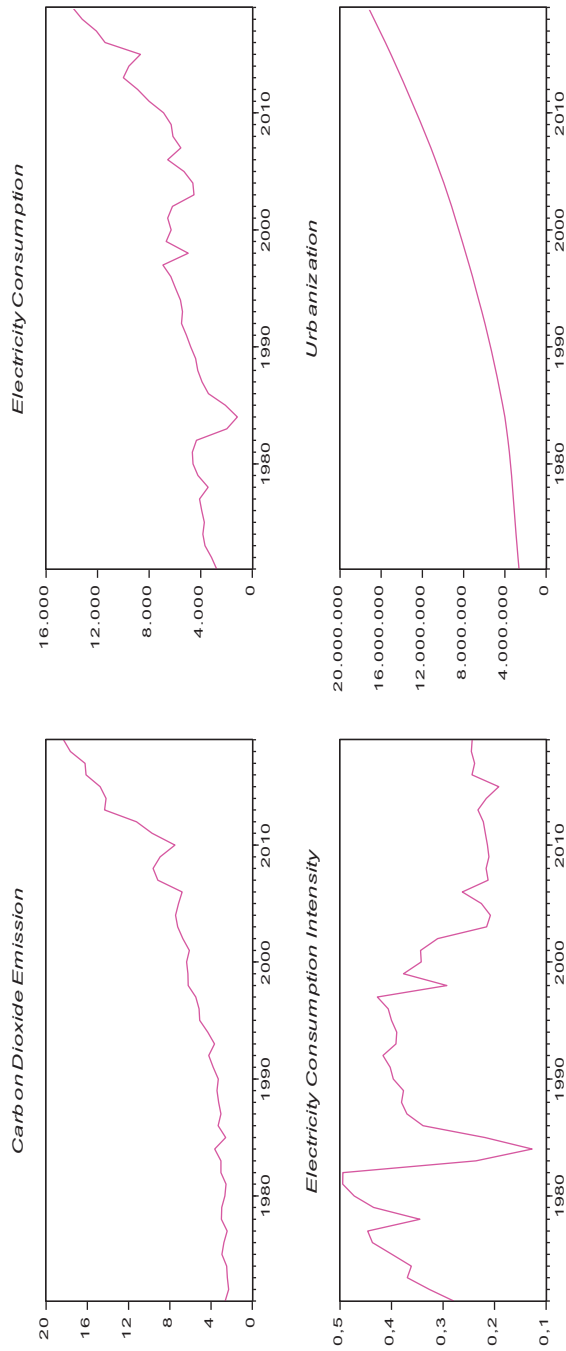 Carbon Dioxide Emission
20
16
12
8
4
0
1980 1990 2000 2010
Electricity Consumption
16.000
12.000
8.000
4.000
0
1980 1990 2000 2010
Electricity Consumption Intensity
0,5
0,4
0,3
0,2
0,1
1980 1990 2000 2010
Urbanization
20.000.000
16.000.000
12.000.000
8.000.000
4.000.000
0
1980 1990 2000 2010